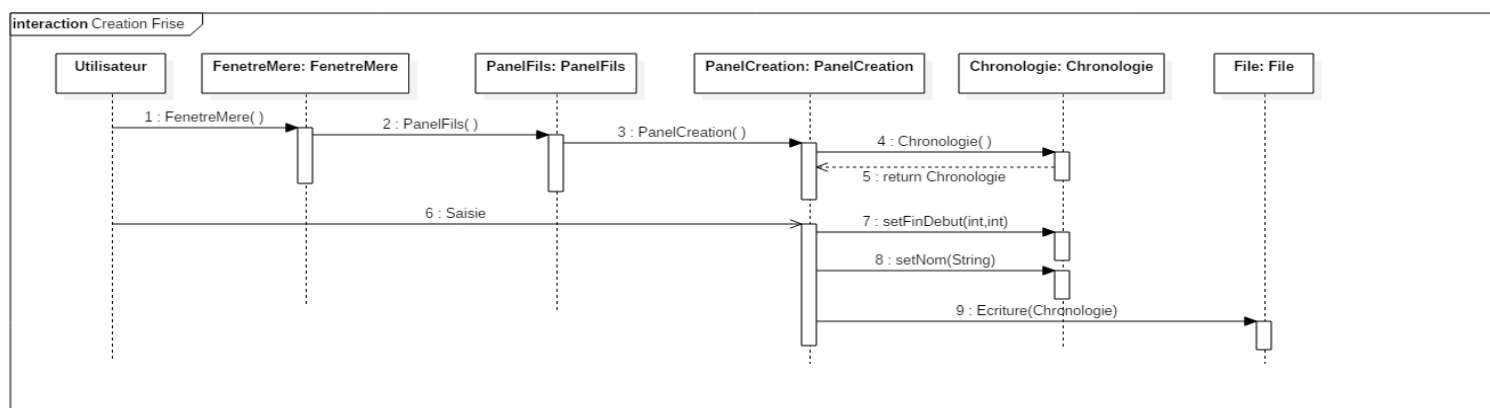 interaction Creation Frise
Utilisateur
FenetreMere: FenetreMere
PanelFils: PanelFils
PanelCreation: PanelCreation
Chronologie: Chronologie
File: File
1 : FenetreMere( )
2 : PanelFils( )
3 : PanelCreation( )
4 : Chronologie( )
5 : return Chronologie
6 : Saisie
7 : setFinDebut(int,int)
8 : setNom(String)
9 : Ecriture(Chronologie)